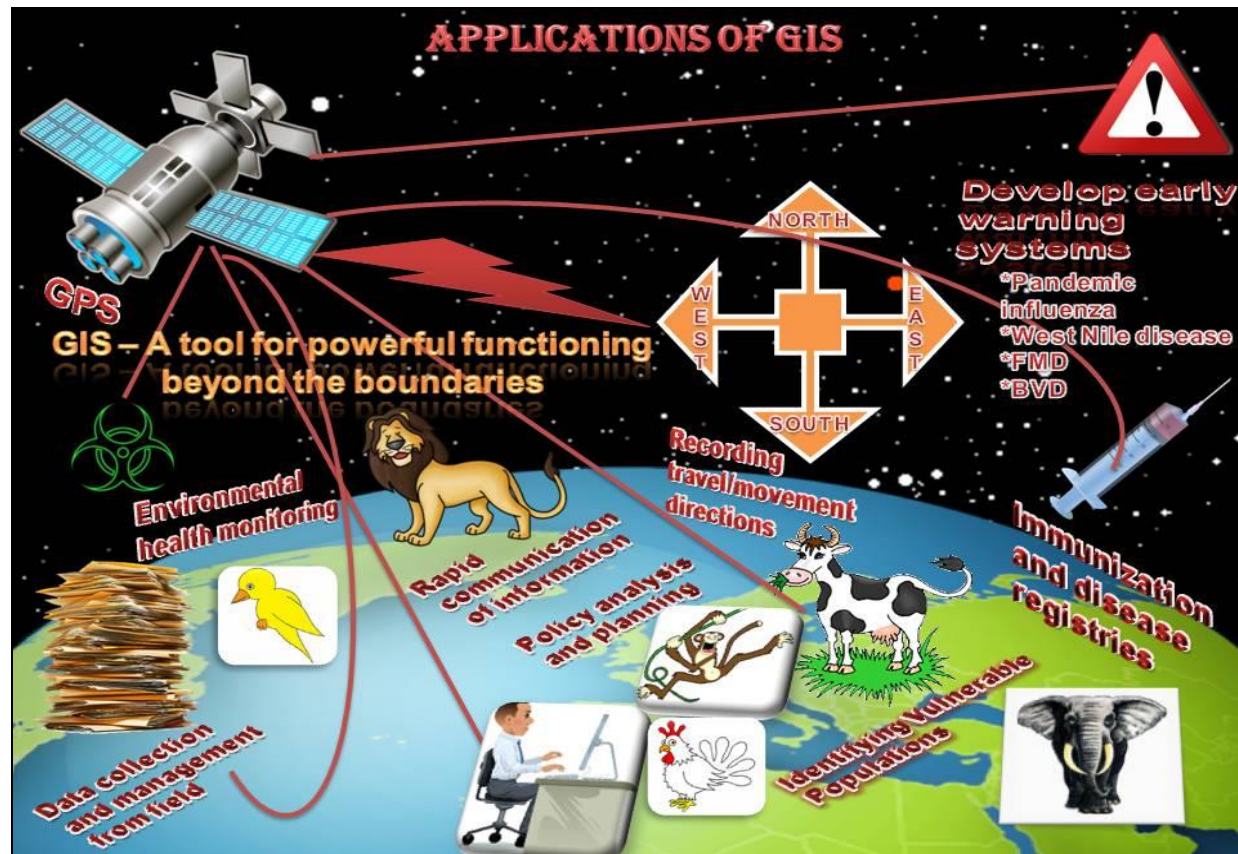 APPLICATIONS OF GIS
GPS
GIS – A tool for powerful functioning
beyond the boundaries
NORTH
WEST
EAST
SOUTH
Develop early
warning
systems
*Pandemic
influenza
*West Nile disease
*FMD
*BVD
Environmental
health monitoring
Rapid
communication
of information
Policy analysis
and planning
Recording
travel/movement
directions
Immunization
and disease
registries
Data collection
and management
from field
Identifying Vulnerable
Populations